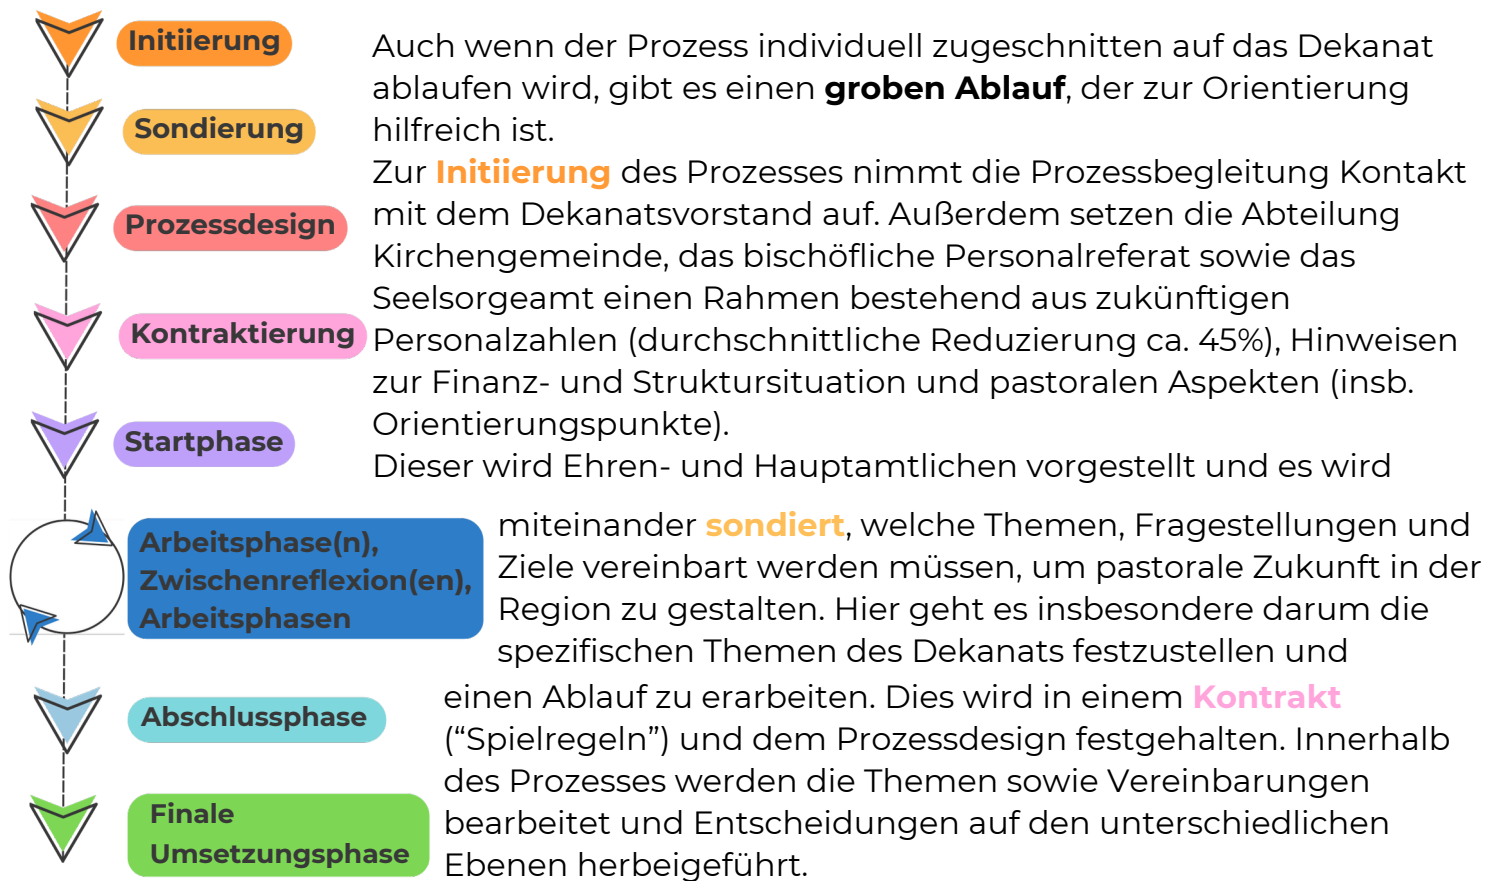 Initiierung
Sondierung
Prozessdesign
Kontraktierung
Startphase
Arbeitsphase(n),
Zwischenreflexion(en),
Arbeitsphasen
Abschlussphase
Finale
Umsetzungsphase
Auch wenn der Prozess individuell zugeschnitten auf das Dekanat
ablaufen wird, gibt es einen groben Ablauf, der zur Orientierung
hilfreich ist.
Zur Initiierung des Prozesses nimmt die Prozessbegleitung Kontakt
mit dem Dekanatsvorstand auf. Außerdem setzen die Abteilung
Kirchengemeinde, das bischöfliche Personalreferat sowie das
Seelsorgeamt einen Rahmen bestehend aus zukünftigen
Personalzahlen (durchschnittliche Reduzierung ca. 45%), Hinweisen
zur Finanz- und Struktursituation und pastoralen Aspekten (insb.
Orientierungspunkte).
Dieser wird Ehren- und Hauptamtlichen vorgestellt und es wird
miteinander sondiert, welche Themen, Fragestellungen und
Ziele vereinbart werden müssen, um pastorale Zukunft in der
Region zu gestalten. Hier geht es insbesondere darum die
spezifischen Themen des Dekanats festzustellen und
einen Ablauf zu erarbeiten. Dies wird in einem Kontrakt
(“Spielregeln”) und dem Prozessdesign festgehalten. Innerhalb
des Prozesses werden die Themen sowie Vereinbarungen
bearbeitet und Entscheidungen auf den unterschiedlichen
Ebenen herbeigeführt.